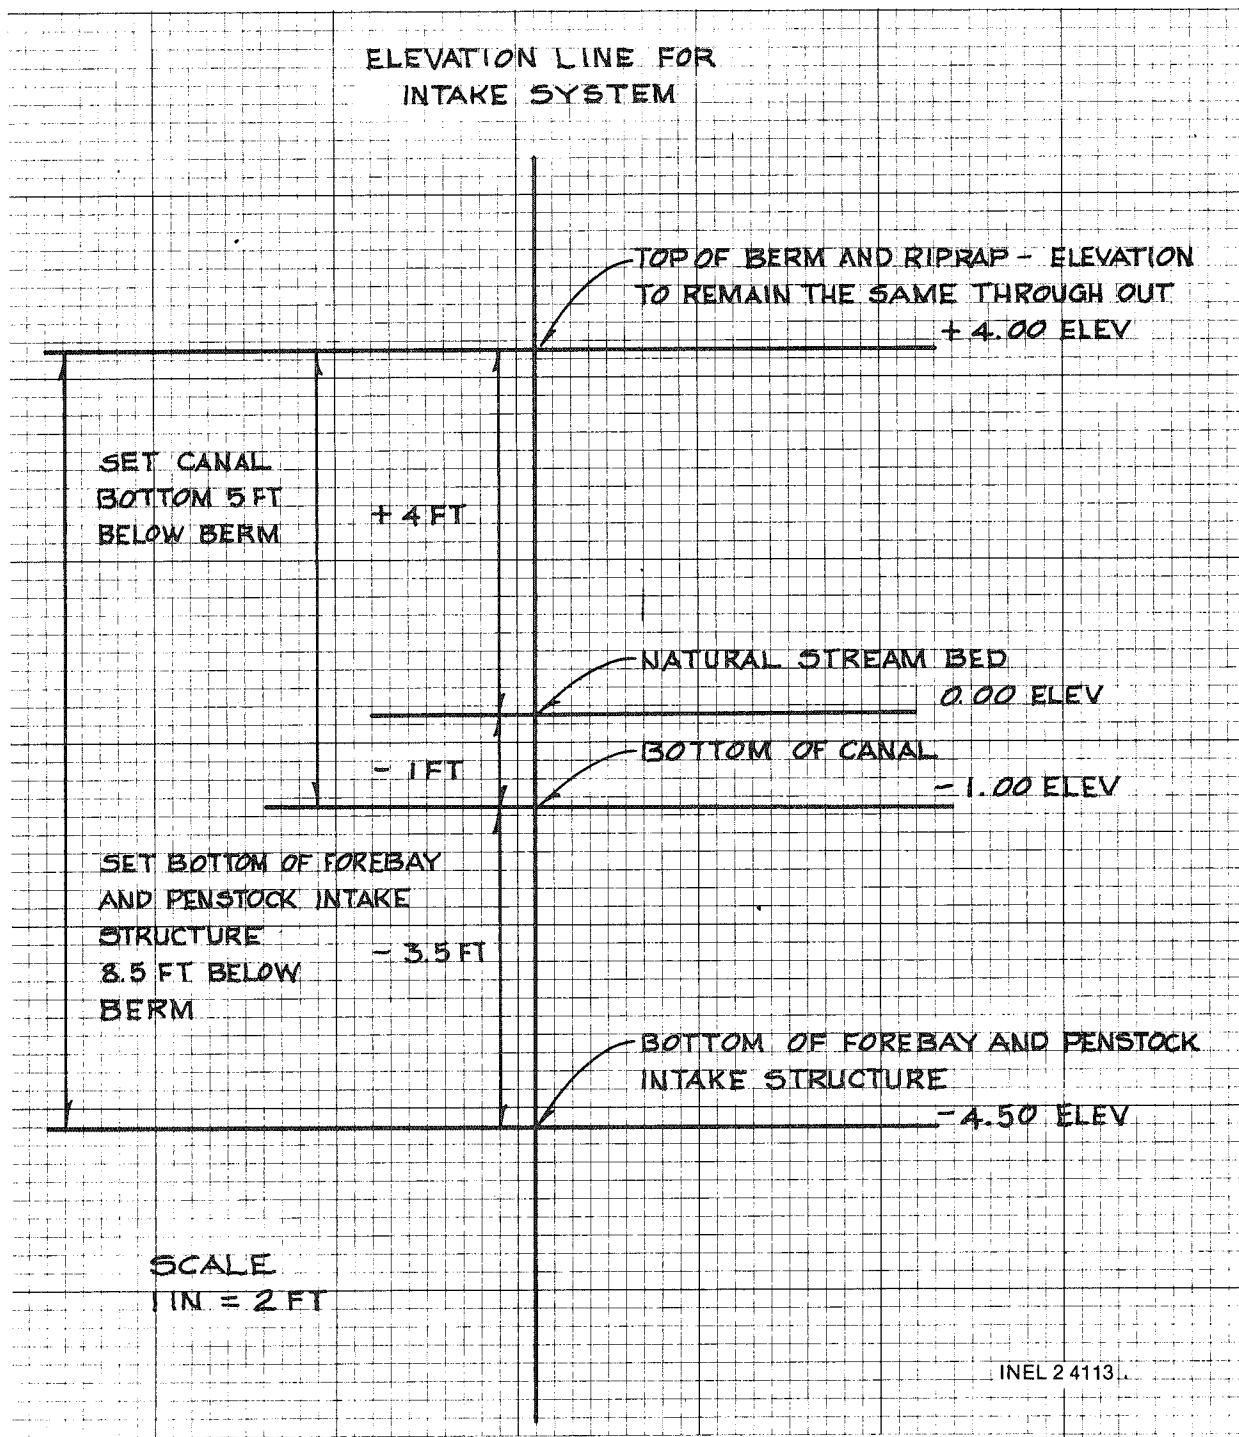 ELEVATION LINE FOR
INTAKE SYSTEM
TOP OF BERM AND RIPRAP - ELEVATION
TO REMAIN THE SAME THROUGH OUT
+ 4.00 ELEV
SET CANAL
BOTTOM 5 FT
BELOW BERM
+ 4 FT
NATURAL STREAM BED
0.00 ELEV
- 1 FT
BOTTOM OF CANAL
- 1.00 ELEV
SET BOTTOM OF FOREBAY
AND PENSTOCK INTAKE
STRUCTURE
8.5 FT BELOW
BERM
- 3.5 FT
BOTTOM OF FOREBAY AND PENSTOCK
INTAKE STRUCTURE
- 4.50 ELEV
SCALE
1 IN = 2 FT
INEL 2 4113